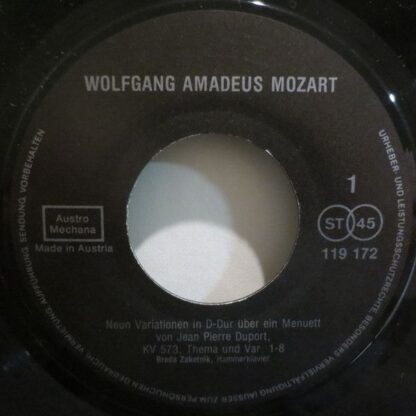 WOLFGANG AMADEUS MOZART
1
Austro
Mechana
Made in Austria
ST 45
119 172
Neun Variationen in D-Dur über ein Menuett
von Jean Pierre Duport,
KV 573, Thema und Var. 1-8
Breda Zakotnik, Hammerklavier
URHEBER- UND LEISTUNGSSCHUTZRECHTE, BESONDERS VERVIELFÄLTIGUNG (AUSSER ZUM PERSÖNLICHEN GEBRAUCH), VERMIETUNG, AUFFÜHRUNG, SENDUNG, VORBEHALTEN